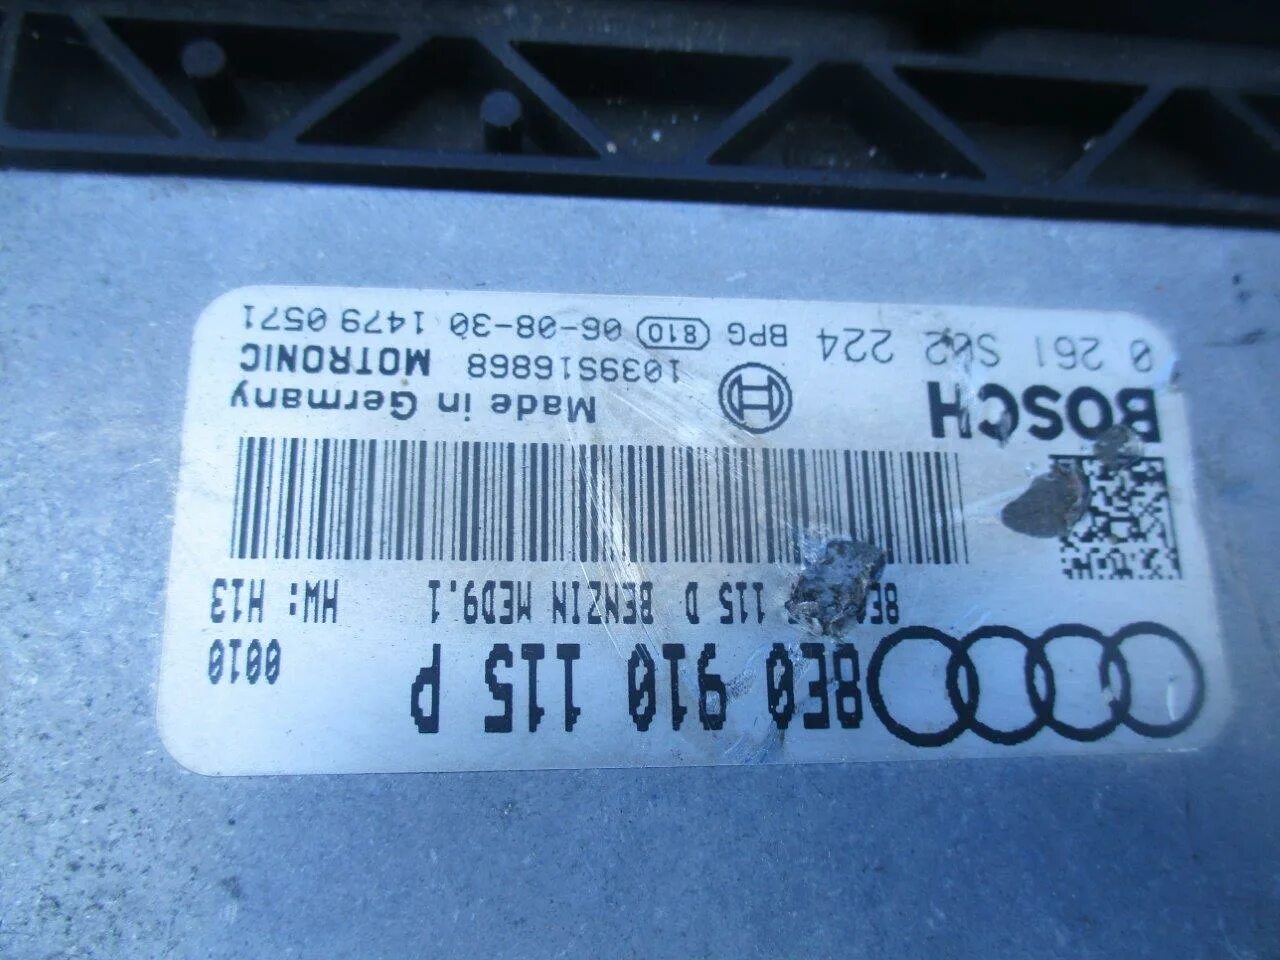 8E0 910 115 P 0010
115 D BENZIN MED9.1 HW: H13
BOSCH Made in Germany
1039S16868 MOTRONIC
0 261 S02 224 BPG 810 06-08-30 1479 0571